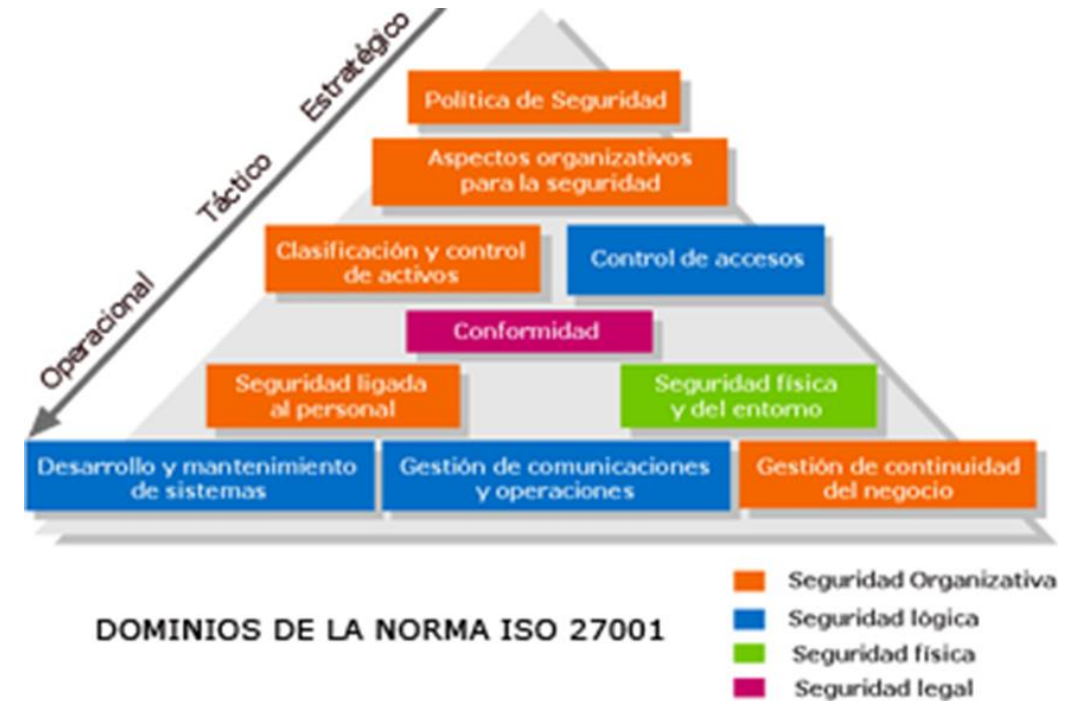 Estratégico
Táctico
Operacional
Política de Seguridad
Aspectos organizativos
para la seguridad
Clasificación y control
de activos
Control de accesos
Conformidad
Seguridad ligada
al personal
Seguridad física
y del entorno
Desarrollo y mantenimiento
de sistemas
Gestión de comunicaciones
y operaciones
Gestión de continuidad
del negocio
DOMINIOS DE LA NORMA ISO 27001
Seguridad Organizativa
Seguridad lógica
Seguridad física
Seguridad legal